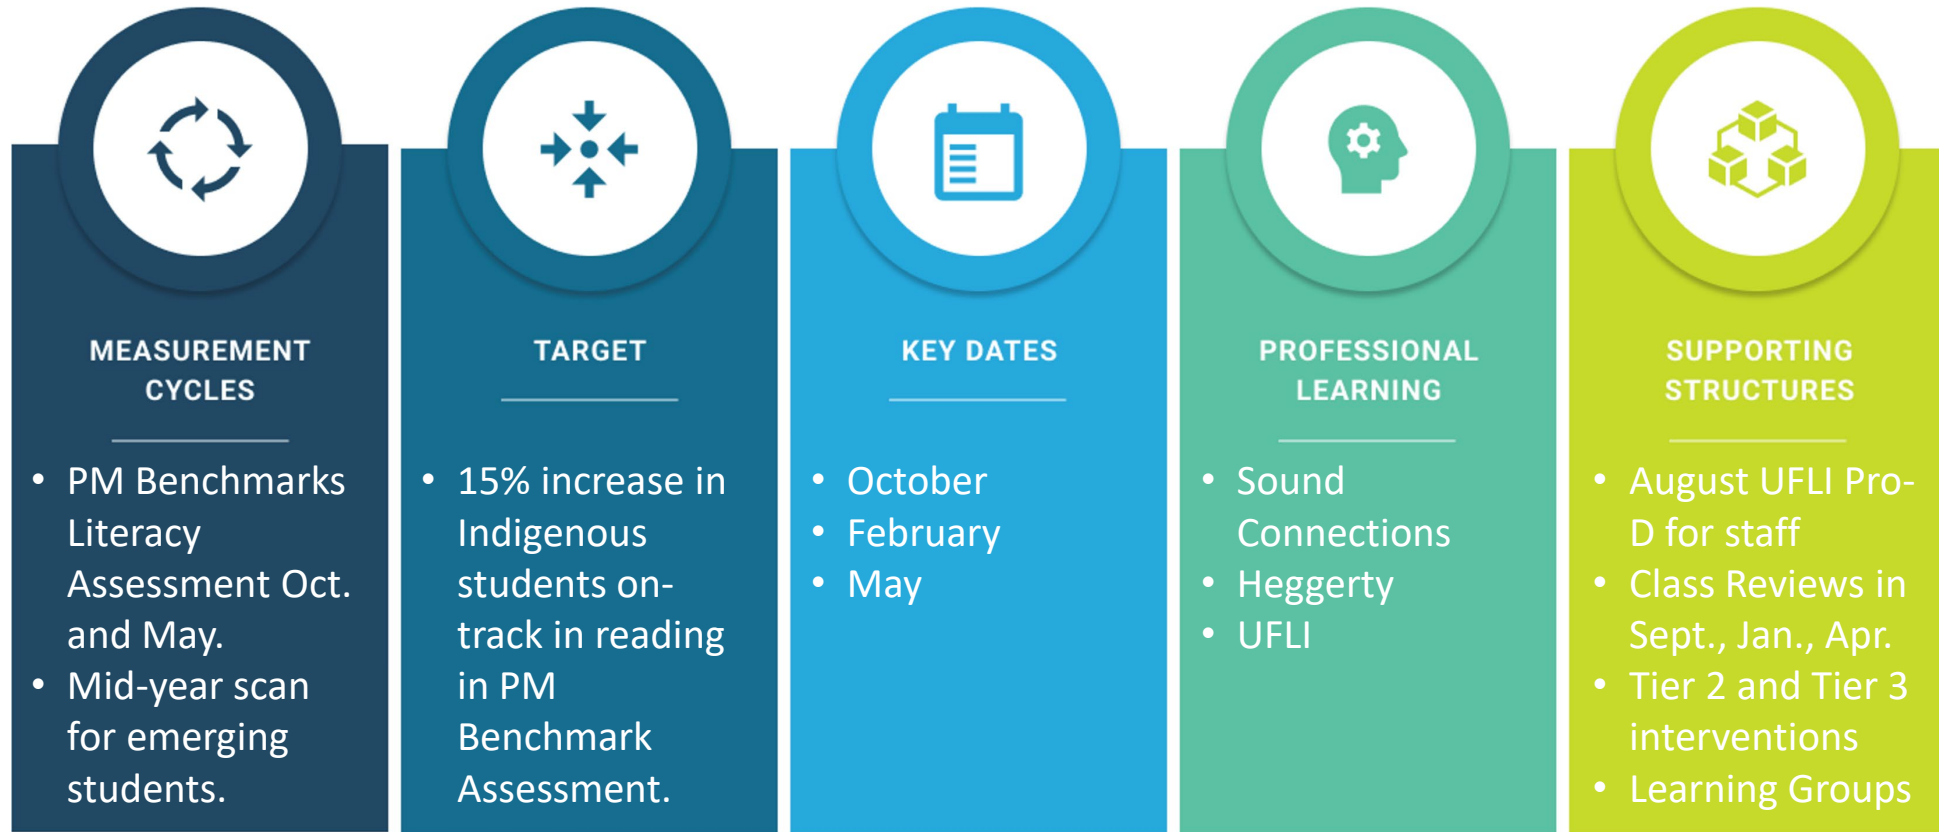 MEASUREMENT
CYCLES
• PM Benchmarks
Literacy
Assessment Oct.
and May.
• Mid-year scan
for emerging
students.
TARGET
• 15% increase in
Indigenous
students on-
track in reading
in PM
Benchmark
Assessment.
KEY DATES
• October
• February
• May
PROFESSIONAL
LEARNING
• Sound
Connections
• Heggerty
• UFLI
SUPPORTING
STRUCTURES
• August UFLI Pro-
D for staff
• Class Reviews in
Sept., Jan., Apr.
• Tier 2 and Tier 3
interventions
• Learning Groups